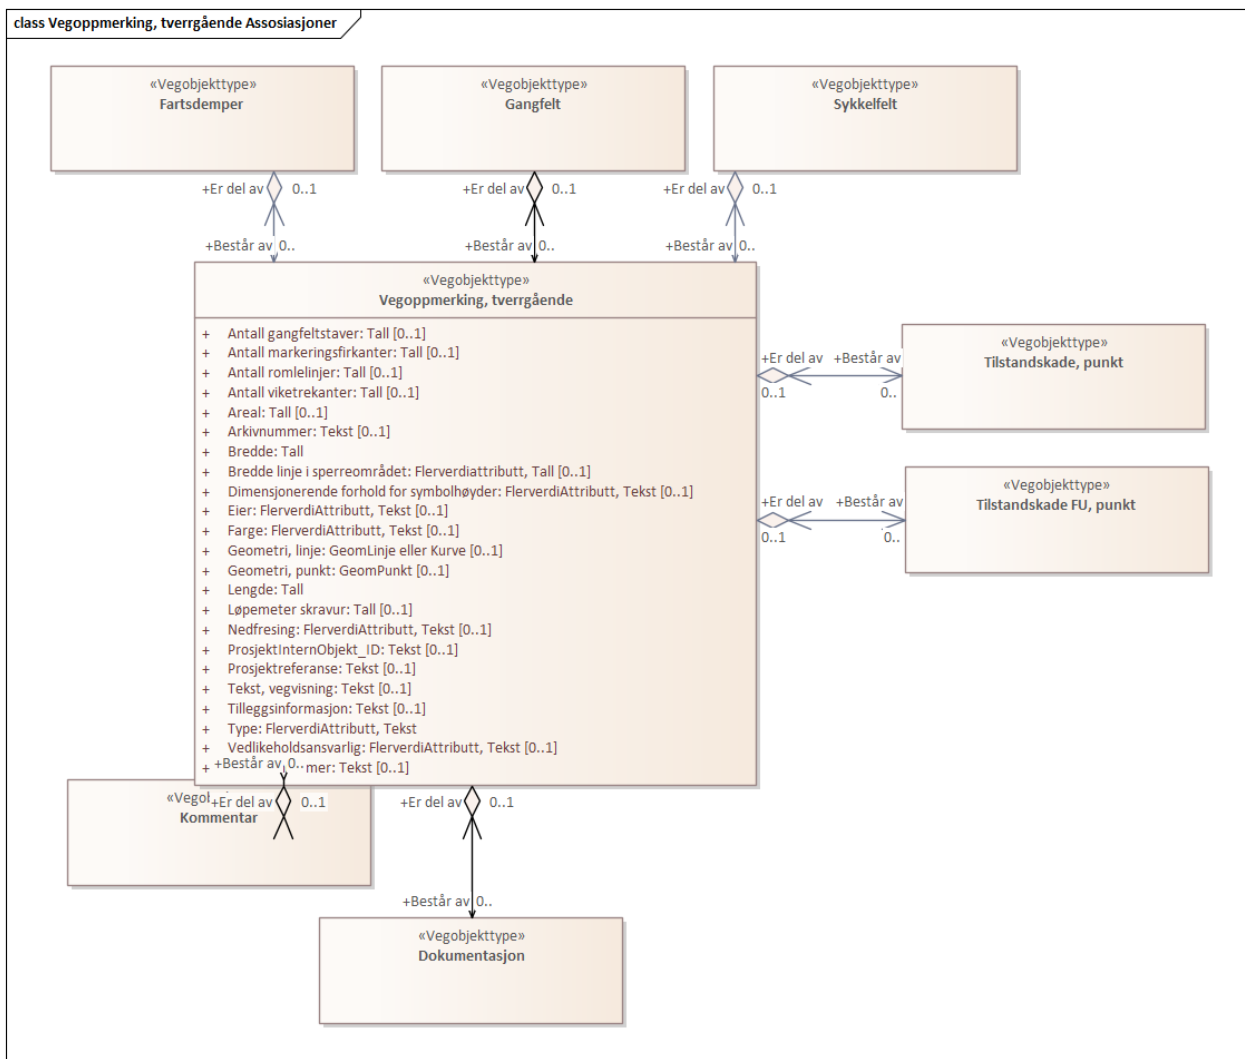 class Vegoppmerking, tverrgående Assosiasjoner
«Vegobjekttype»
Fartsdemper
«Vegobjekttype»
Gangfelt
«Vegobjekttype»
Sykkelfelt
+Er del av 0..1
+Er del av 0..1
+Er del av 0..1
+Består av 0..
+Består av 0..
+Består av 0..
«Vegobjekttype»
Vegoppmerking, tverrgående
+ Antall gangfeltstaver: Tall [0..1]
+ Antall markeringsfirkanter: Tall [0..1]
+ Antall romlelinjer: Tall [0..1]
+ Antall viketrekanter: Tall [0..1]
+ Areal: Tall [0..1]
+ Arkivnummer: Tekst [0..1]
+ Bredde: Tall
+ Bredde linje i sperreområdet: Flerverdiattributt, Tall [0..1]
+ Dimensjonerende forhold for symbolhøyder: FlerverdiAttributt, Tekst [0..1]
+ Eier: FlerverdiAttributt, Tekst [0..1]
+ Farge: FlerverdiAttributt, Tekst [0..1]
+ Geometri, linje: GeomLinje eller Kurve [0..1]
+ Geometri, punkt: GeomPunkt [0..1]
+ Lengde: Tall
+ Løpemeter skravur: Tall [0..1]
+ Nedfresing: FlerverdiAttributt, Tekst [0..1]
+ ProsjektInternObjekt_ID: Tekst [0..1]
+ Prosjektreferanse: Tekst [0..1]
+ Tekst, vegvisning: Tekst [0..1]
+ Tilleggsinformasjon: Tekst [0..1]
+ Type: FlerverdiAttributt, Tekst
+ Vedlikeholdsansvarlig: FlerverdiAttributt, Tekst [0..1]
+ mer: Tekst [0..1]
«Vegobjekttype»
Tilstandskade, punkt
+Er del av +Består av
0..1 0..
«Vegobjekttype»
Tilstandskade FU, punkt
+Er del av +Består av
0..1 0..
+Består av 0..
+Er del av 0..1
Kommentar
+Er del av 0..1
+Består av 0..
«Vegobjekttype»
Dokumentasjon